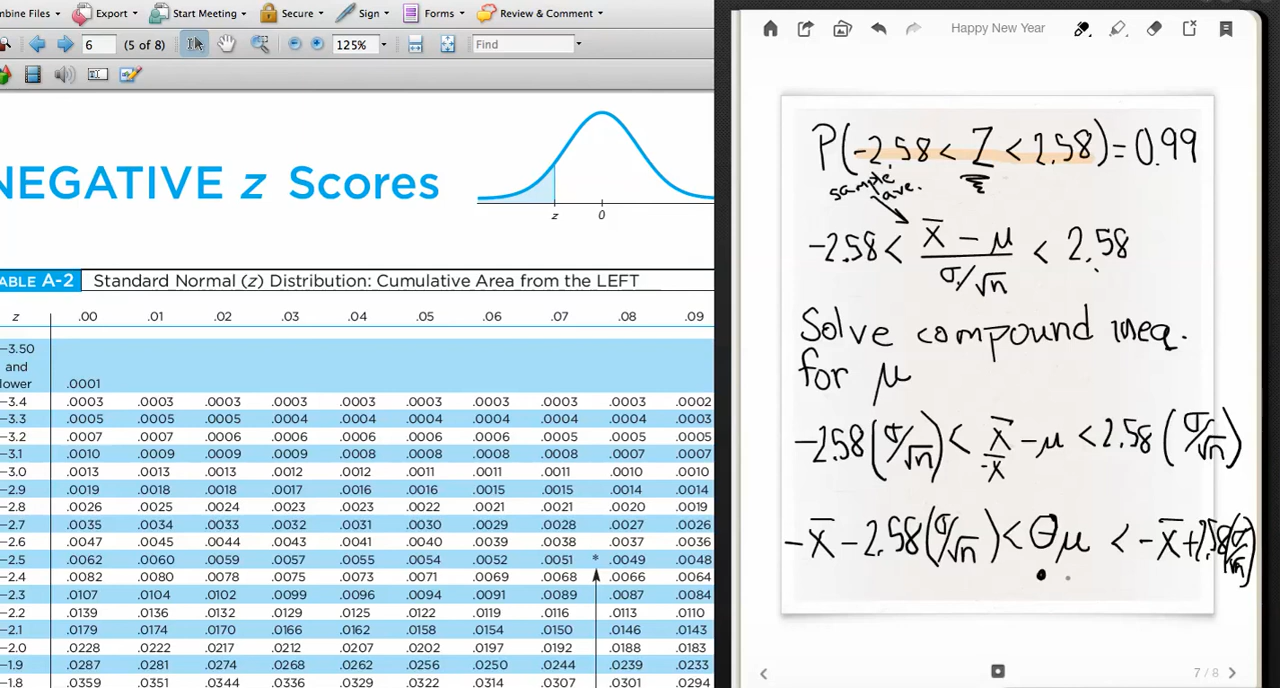 mbine Files Export Start Meeting Secure Sign Forms Review & Comment
6 (5 of 8) 125% Find
NEGATIVE z Scores
z 0
TABLE A-2 Standard Normal (z) Distribution: Cumulative Area from the LEFT
z .00 .01 .02 .03 .04 .05 .06 .07 .08 .09
−3.50
and
lower .0001
−3.4 .0003 .0003 .0003 .0003 .0003 .0003 .0003 .0003 .0003 .0002
−3.3 .0005 .0005 .0005 .0004 .0004 .0004 .0004 .0004 .0004 .0003
−3.2 .0007 .0007 .0006 .0006 .0006 .0006 .0006 .0005 .0005 .0005
−3.1 .0010 .0009 .0009 .0009 .0008 .0008 .0008 .0008 .0007 .0007
−3.0 .0013 .0013 .0013 .0012 .0012 .0011 .0011 .0011 .0010 .0010
−2.9 .0019 .0018 .0018 .0017 .0016 .0016 .0015 .0015 .0014 .0014
−2.8 .0026 .0025 .0024 .0023 .0023 .0022 .0021 .0021 .0020 .0019
−2.7 .0035 .0034 .0033 .0032 .0031 .0030 .0029 .0028 .0027 .0026
−2.6 .0047 .0045 .0044 .0043 .0041 .0040 .0039 .0038 .0037 .0036
−2.5 .0062 .0060 .0059 .0057 .0055 .0054 .0052 .0051 * .0049 .0048
−2.4 .0082 .0080 .0078 .0075 .0073 .0071 .0069 .0068 .0066 .0064
−2.3 .0107 .0104 .0102 .0099 .0096 .0094 .0091 .0089 .0087 .0084
−2.2 .0139 .0136 .0132 .0129 .0125 .0122 .0119 .0116 .0113 .0110
−2.1 .0179 .0174 .0170 .0166 .0162 .0158 .0154 .0150 .0146 .0143
−2.0 .0228 .0222 .0217 .0212 .0207 .0202 .0197 .0192 .0188 .0183
−1.9 .0287 .0281 .0274 .0268 .0262 .0256 .0250 .0244 .0239 .0233
−1.8 .0359 .0351 .0344 .0336 .0329 .0322 .0314 .0307 .0301 .0294
Happy New Year
P(-2.58 < Z < 2.58) = 0.99
sample
ave.
-2.58 < x̄ - μ / σ/√n < 2.58
Solve compound ineq.
for μ
-2.58(σ/√n) < x̄ - μ < 2.58(σ/√n)
-x̄
-x̄ - 2.58(σ/√n) < ⊖μ < -x̄ + 2.58(σ/√n)
7 / 8